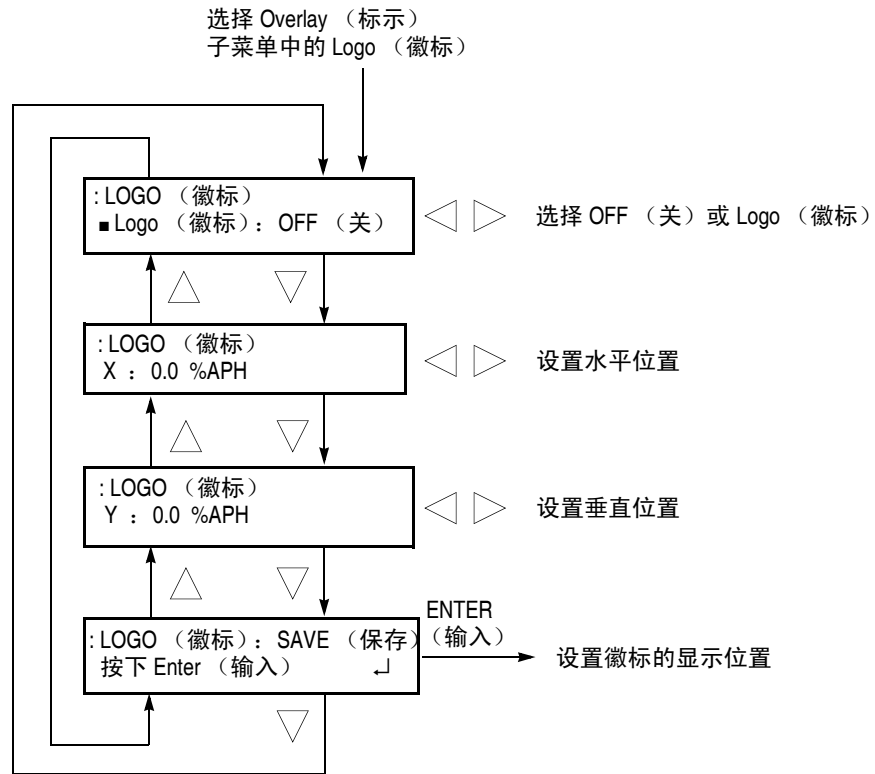 选择 Overlay （标示）
子菜单中的 Logo （徽标）
:LOGO （徽标）
■Logo （徽标）：OFF （关）
选择 OFF （关）或 Logo （徽标）
:LOGO （徽标）
X ：0.0 %APH
设置水平位置
:LOGO （徽标）
Y ：0.0 %APH
设置垂直位置
:LOGO （徽标）：SAVE （保存）
按下 Enter （输入） ↵
ENTER
（输入）
设置徽标的显示位置